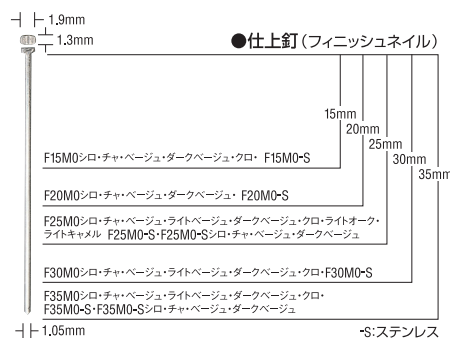 1.9mm
1.3mm
●仕上釘(フィニッシュネイル)
15mm
20mm
25mm
30mm
35mm
F15M0シロ・チャ・ベージュ・ダークベージュ・クロ・ F15M0-S
F20M0シロ・チャ・ベージュ・ダークベージュ・ F20M0-S
F25M0シロ・チャ・ベージュ・ライトベージュ・ダークベージュ・クロ・ライトオーク・
ライトキャメル F25M0-S・F25M0-Sシロ・チャ・ベージュ・ダークベージュ
F30M0シロ・チャ・ベージュ・ライトベージュ・ダークベージュ・クロ・F30M0-S
F35M0シロ・チャ・ベージュ・ライトベージュ・ダークベージュ・クロ・
F35M0-S・F35M0-Sシロ・チャ・ベージュ・ダークベージュ
1.05mm
-S:ステンレス